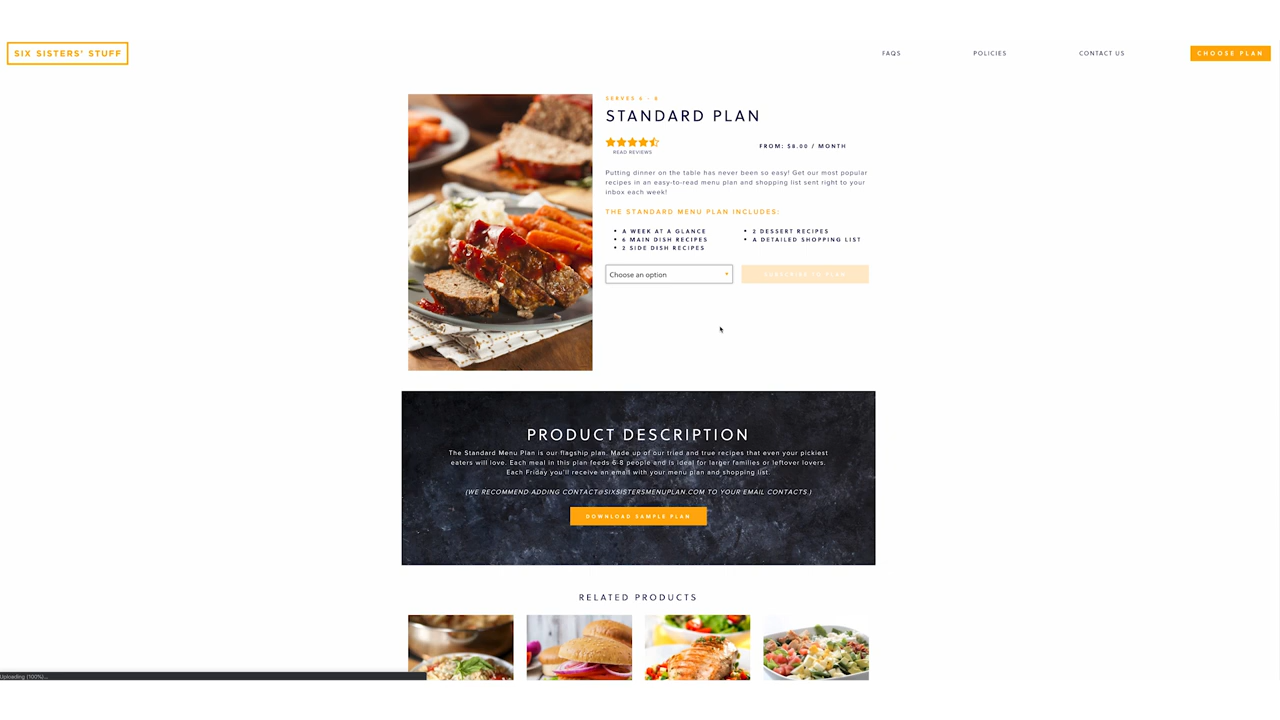 SIX SISTERS' STUFF
FAQS
POLICIES
CONTACT US
CHOOSE PLAN
SERVES 6 - 8
STANDARD PLAN
READ REVIEWS
FROM: $8.00 / MONTH
Putting dinner on the table has never been so easy! Get our most popular
recipes in an easy-to-read menu plan and shopping list sent right to your
inbox each week!
THE STANDARD MENU PLAN INCLUDES:
• A WEEK AT A GLANCE
• 6 MAIN DISH RECIPES
• 2 SIDE DISH RECIPES
• 2 DESSERT RECIPES
• A DETAILED SHOPPING LIST
Choose an option
SUBSCRIBE TO PLAN
PRODUCT DESCRIPTION
The Standard Menu Plan is our flagship plan. Made up of our tried and true recipes that even your pickiest
eaters will love. Each meal in this plan feeds 6-8 people and is ideal for larger families or leftover lovers.
Each Friday you'll receive an email with your menu plan and shopping list.
(WE RECOMMEND ADDING CONTACT@SIXSISTERSMENUPLAN.COM TO YOUR EMAIL CONTACTS.)
DOWNLOAD SAMPLE PLAN
RELATED PRODUCTS
Uploading (100%)...